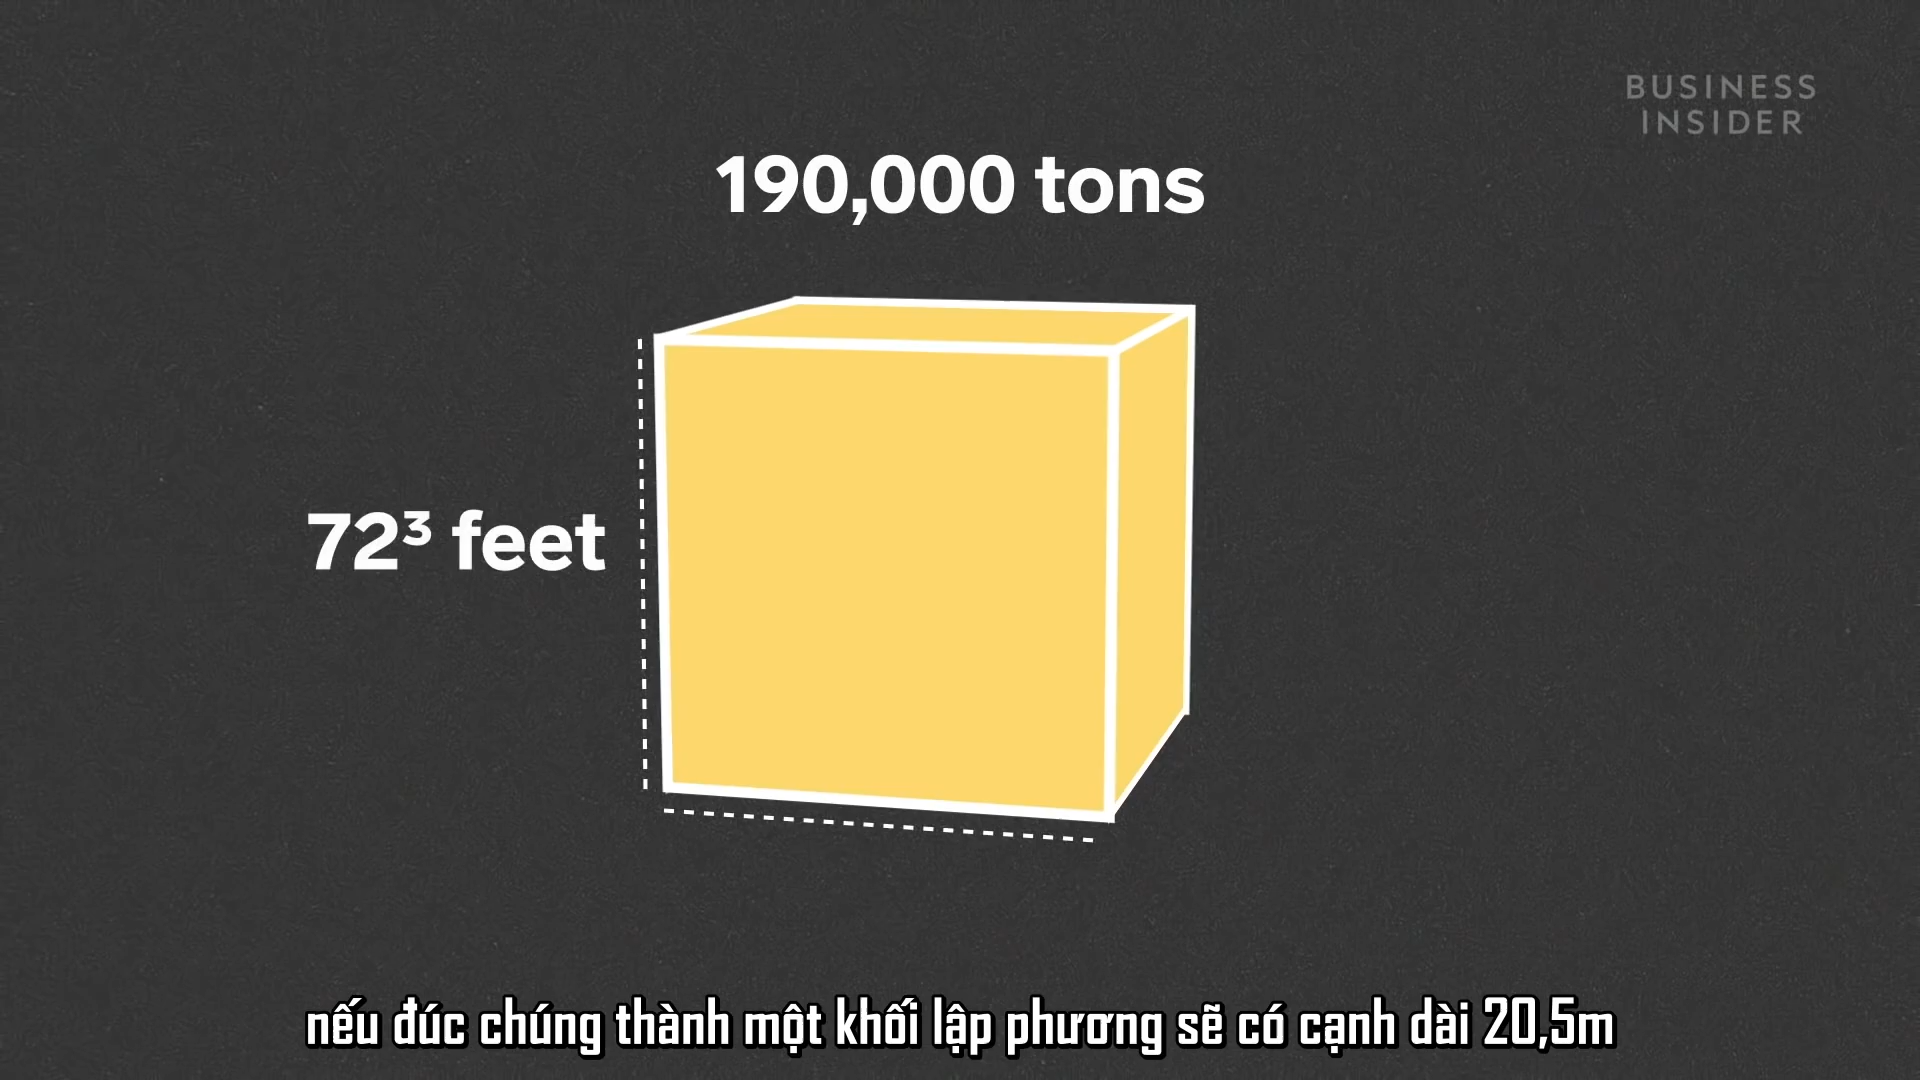 BUSINESS
INSIDER
190,000 tons
72³ feet
nếu đúc chúng thành một khối lập phương sẽ có cạnh dài 20,5m